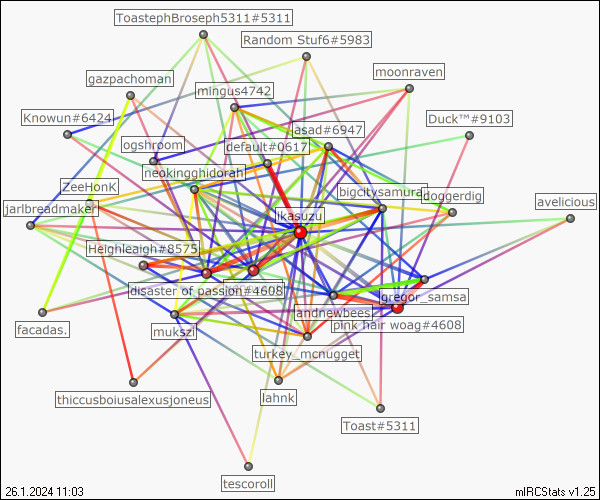 ToastephBroseph5311#5311
Random Stuf6#5983
moonraven
gazpachoman
mingus4742
Knowun#6424
Duck™#9103
asad#6947
ogshroom
default#0617
neokingghidorah
ZeeHonK
bigcitysamurai
doggerdig
avelicious
jarlbreadmaker
Ikasuzu
Heighleaigh#8575
disaster of passion#4608
gregor_samsa
andnewbees
pink hair woag#4608
facadas.
mukszi
turkey_mcnugget
thiccusboiusalexusjoneus
lahnk
Toast#5311
tescoroll
26.1.2024 11:03
mIRCStats v1.25